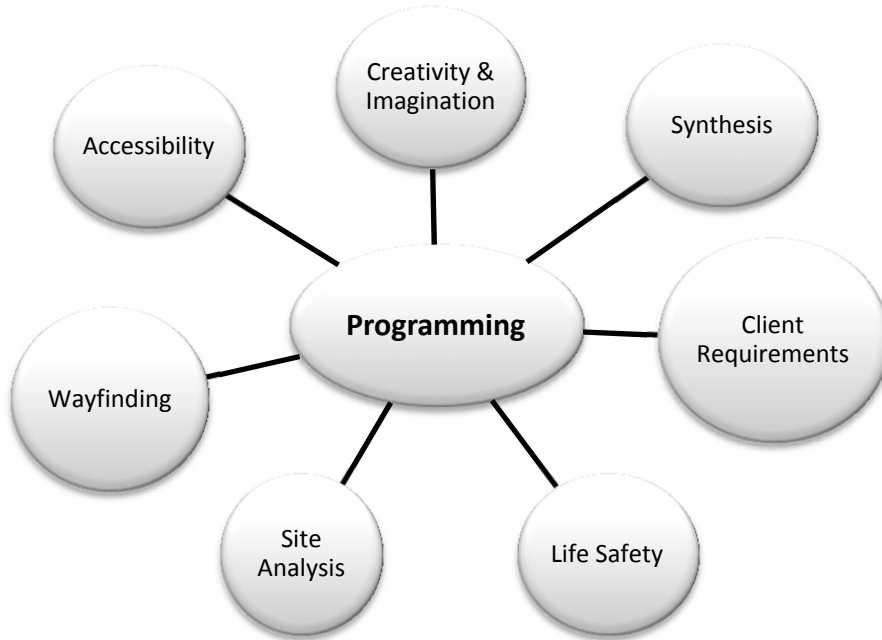 Creativity &
Imagination
Synthesis
Accessibility
Programming
Client
Requirements
Wayfinding
Site
Analysis
Life Safety